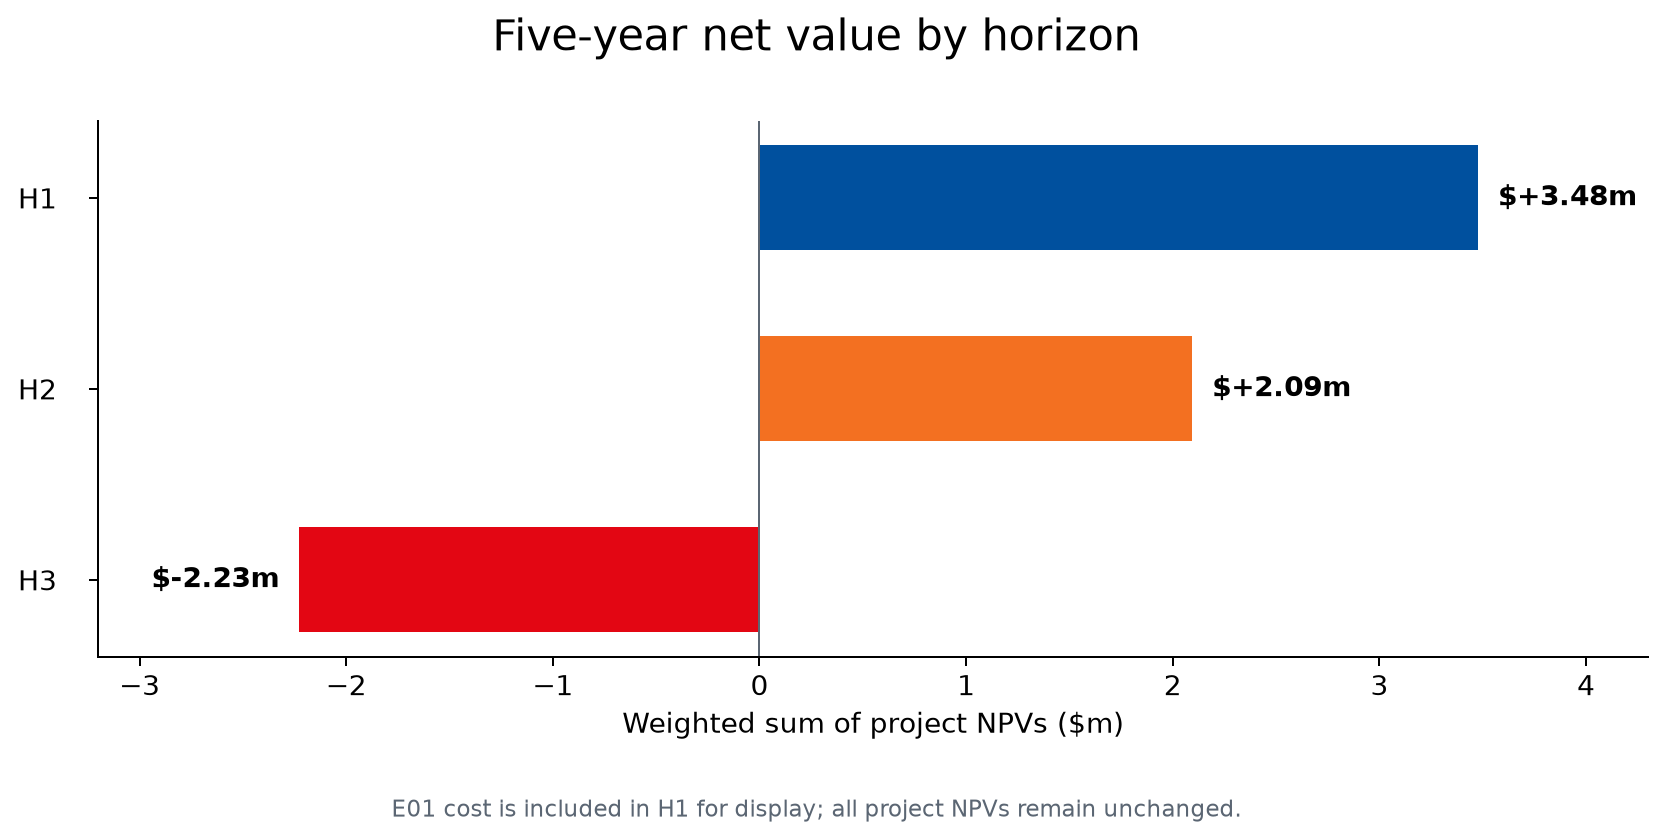 Five-year net value by horizon
H1
$+3.48m
H2
$+2.09m
H3
$-2.23m
−3 −2 −1 0 1 2 3 4
Weighted sum of project NPVs ($m)
E01 cost is included in H1 for display; all project NPVs remain unchanged.